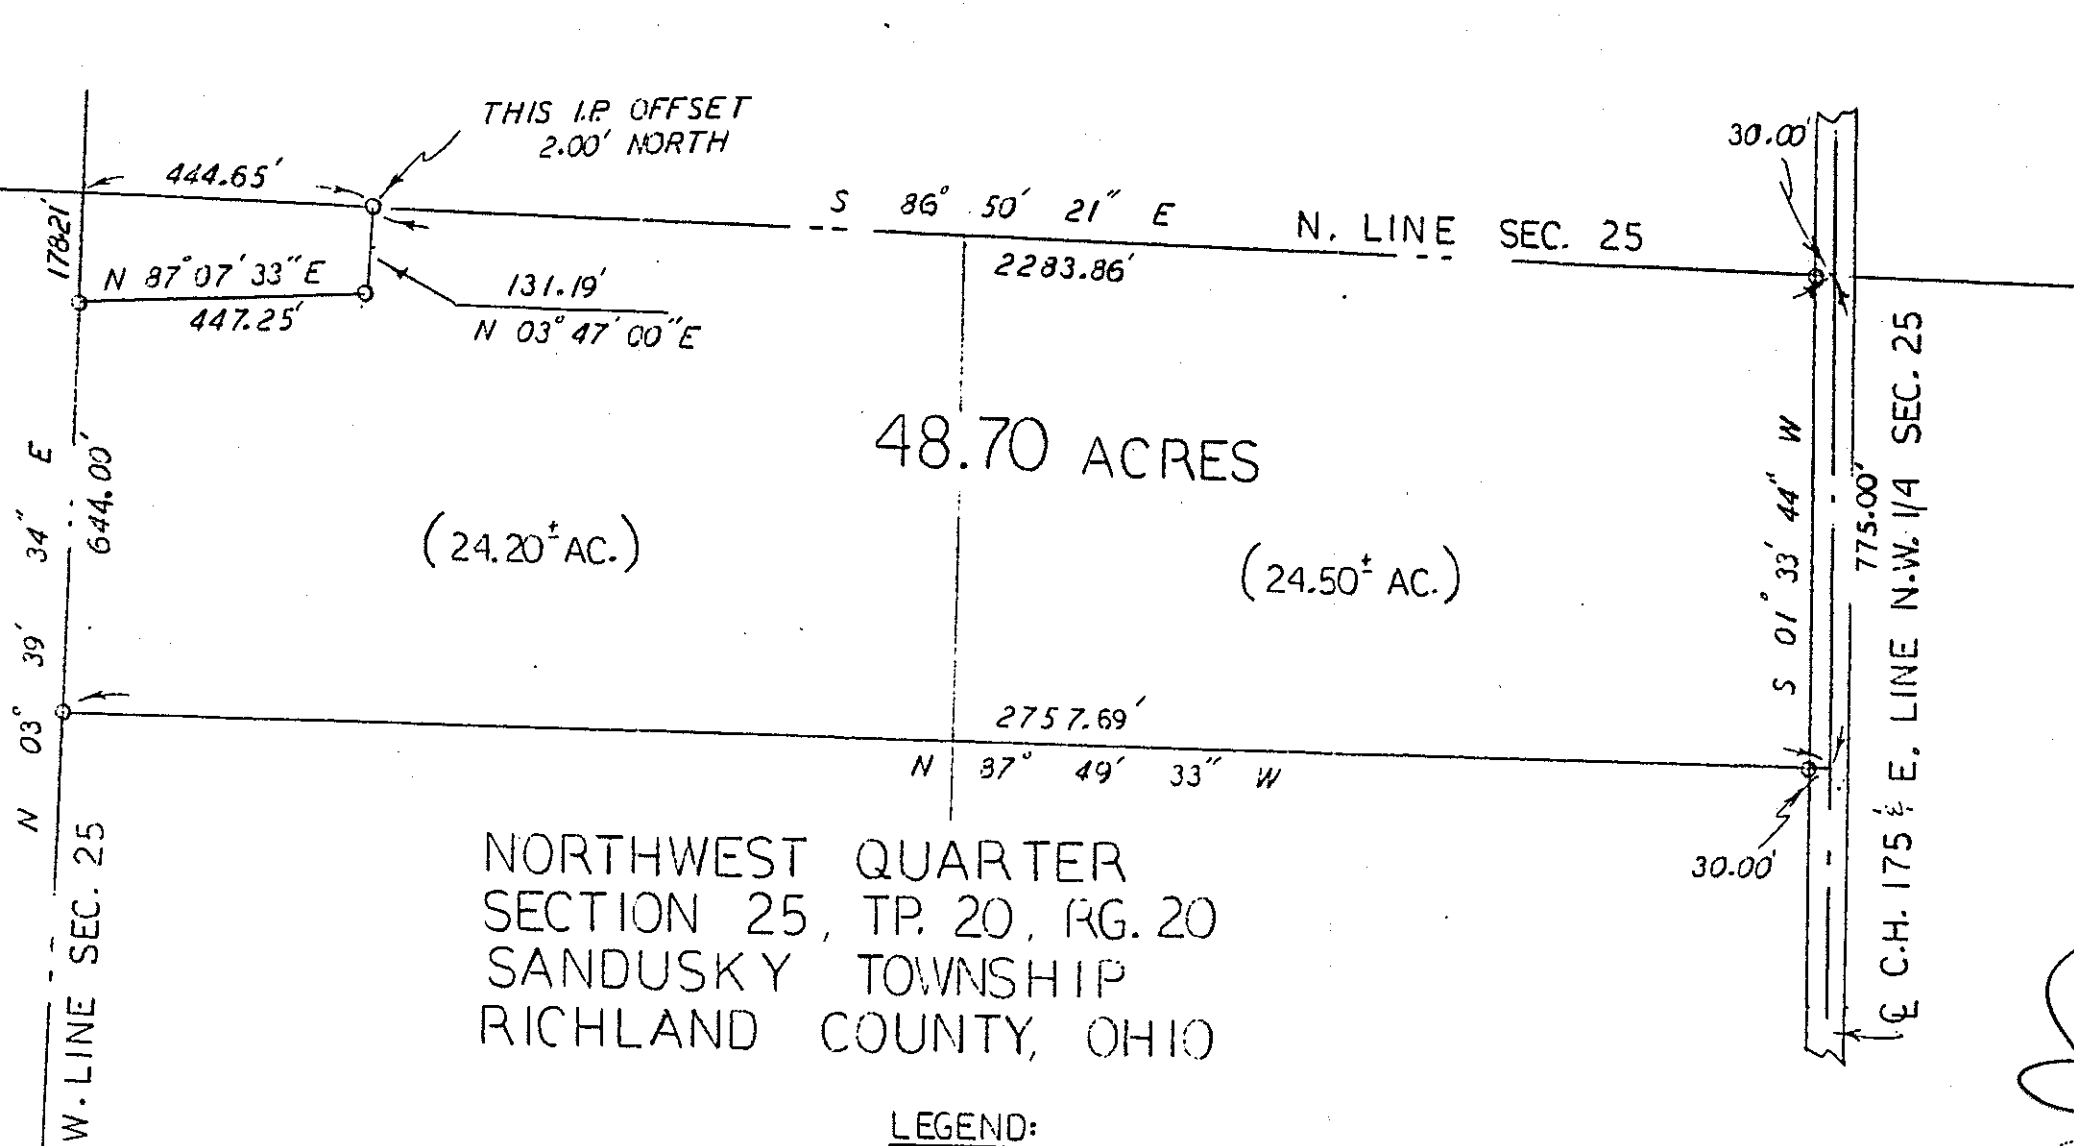 THIS I.P. OFFSET
2.00' NORTH
30.00'
444.65'
S 86° 50' 21" E
N. LINE SEC. 25
2283.86'
178.21'
N 87° 07' 33" E
447.25'
131.19'
N 03° 47' 00" E
48.70 ACRES
(24.20± AC.)
(24.50± AC.)
N 03° 39' 34" E
644.00'
S 01° 33' 44" W
775.00'
2757.69'
N 87° 49' 33" W
30.00'
W. LINE SEC. 25
℄ C.H. 175 & E. LINE N.W. 1/4 SEC. 25
NORTHWEST QUARTER
SECTION 25, TP. 20, RG. 20
SANDUSKY TOWNSHIP
RICHLAND COUNTY, OHIO
LEGEND: